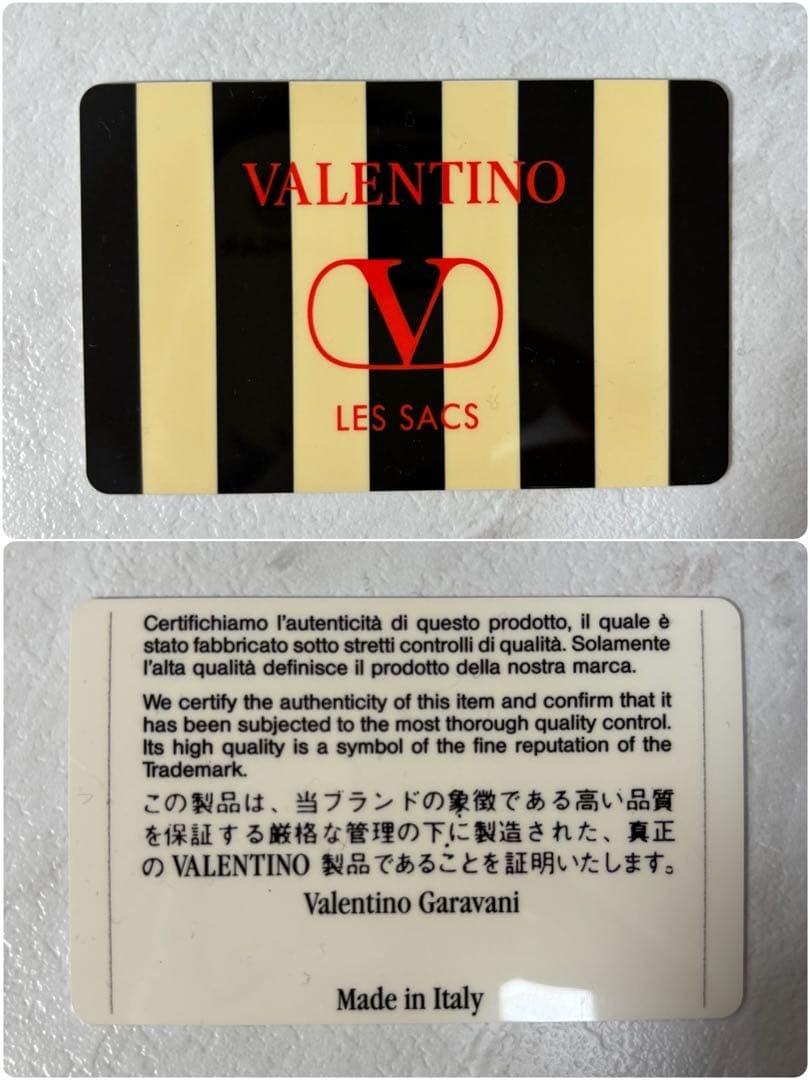 VALENTINO
V
LES SACS
Certifichiamo l'autenticità di questo prodotto, il quale è
stato fabbricato sotto stretti controlli di qualità. Solamente
l'alta qualità definisce il prodotto della nostra marca.
We certify the authenticity of this item and confirm that it
has been subjected to the most thorough quality control.
Its high quality is a symbol of the fine reputation of the
Trademark.
この製品は、当ブランドの象徴である高い品質
を保証する厳格な管理の下に製造された、真正
の VALENTINO 製品であることを証明いたします。
Valentino Garavani
Made in Italy